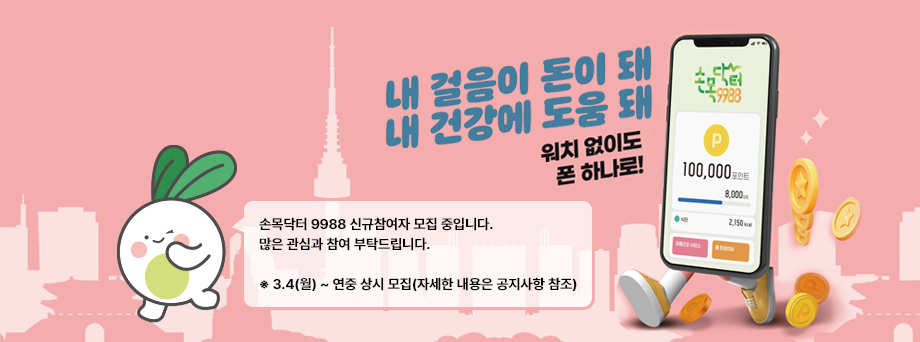 내 걸음이 돈이 돼
내 건강에 도움 돼
워치 없이도
폰 하나로!
손목닥터 9988 신규참여자 모집 중입니다.
많은 관심과 참여 부탁드립니다.
※ 3.4(월) ~ 연중 상시 모집(자세한 내용은 공지사항 참조)
손목닥터
9988
P
100,000포인트
8,000
식단
2,150 kcal